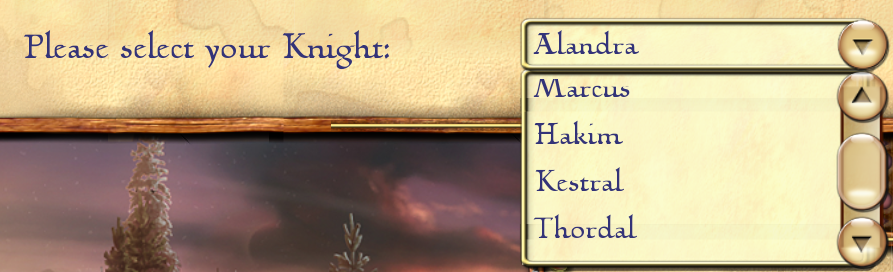 Please select your Knight:
Alandra
Marcus
Hakim
Kestral
Thordal